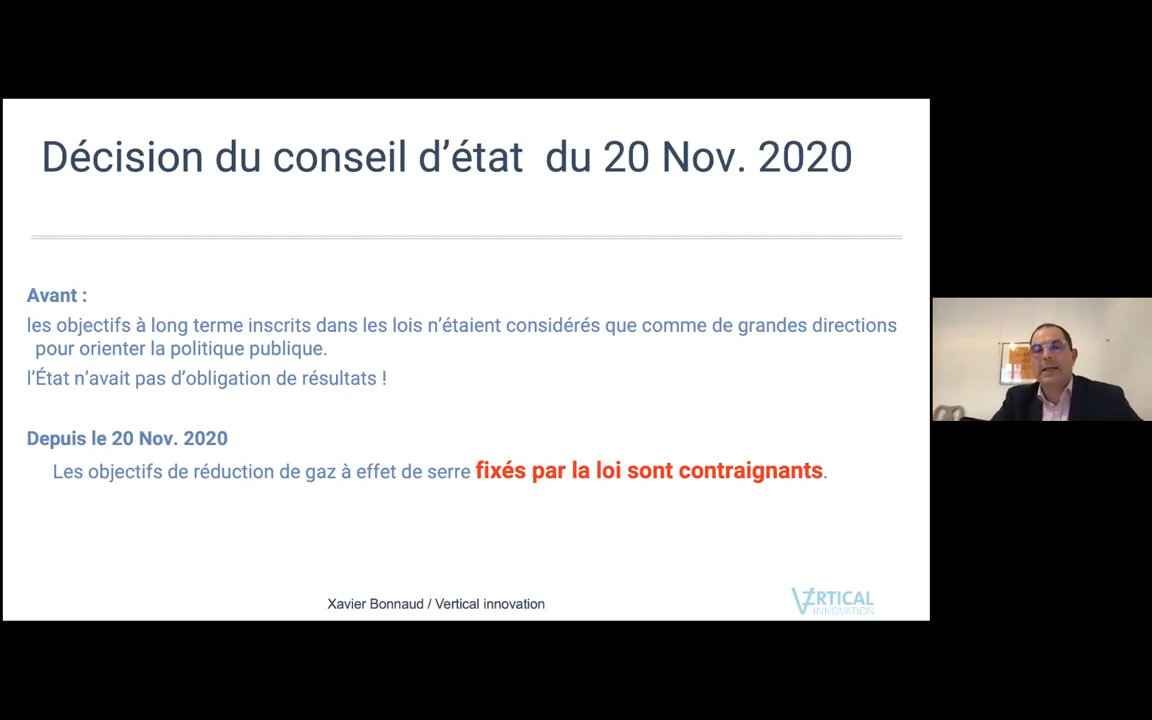 Décision du conseil d’état du 20 Nov. 2020
Avant :
les objectifs à long terme inscrits dans les lois n’étaient considérés que comme de grandes directions
pour orienter la politique publique.
l’État n’avait pas d’obligation de résultats !
Depuis le 20 Nov. 2020
Les objectifs de réduction de gaz à effet de serre fixés par la loi sont contraignants.
Xavier Bonnaud / Vertical innovation
VERTICAL
INNOVATION